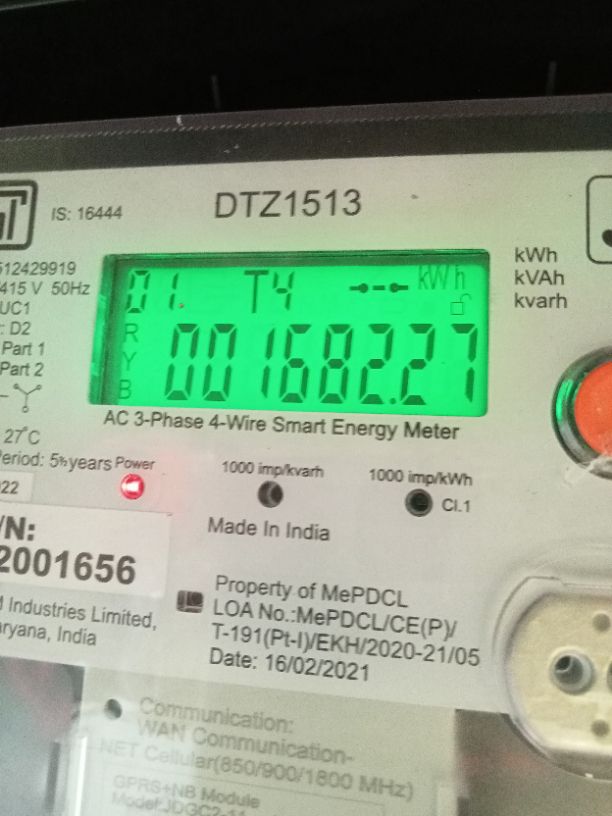 IS: 16444
DTZ1513
512429919
415 V 50Hz
UC1
: D2
Part 1
Part 2
27°C
eriod: 5½ years
22
kWh
kVAh
kvarh
01. T4 kWh
R
Y
B
001682.27
AC 3-Phase 4-Wire Smart Energy Meter
Power
1000 imp/kvarh
1000 imp/kWh
Cl.1
Made In India
/N:
2001656
Industries Limited,
aryana, India
Property of MePDCL
LOA No.:MePDCL/CE(P)/
T-191(Pt-I)/EKH/2020-21/05
Date: 16/02/2021
Communication:
WAN Communication-
NET Cellular(850/900/1800 MHz)
GPRS+NB Module